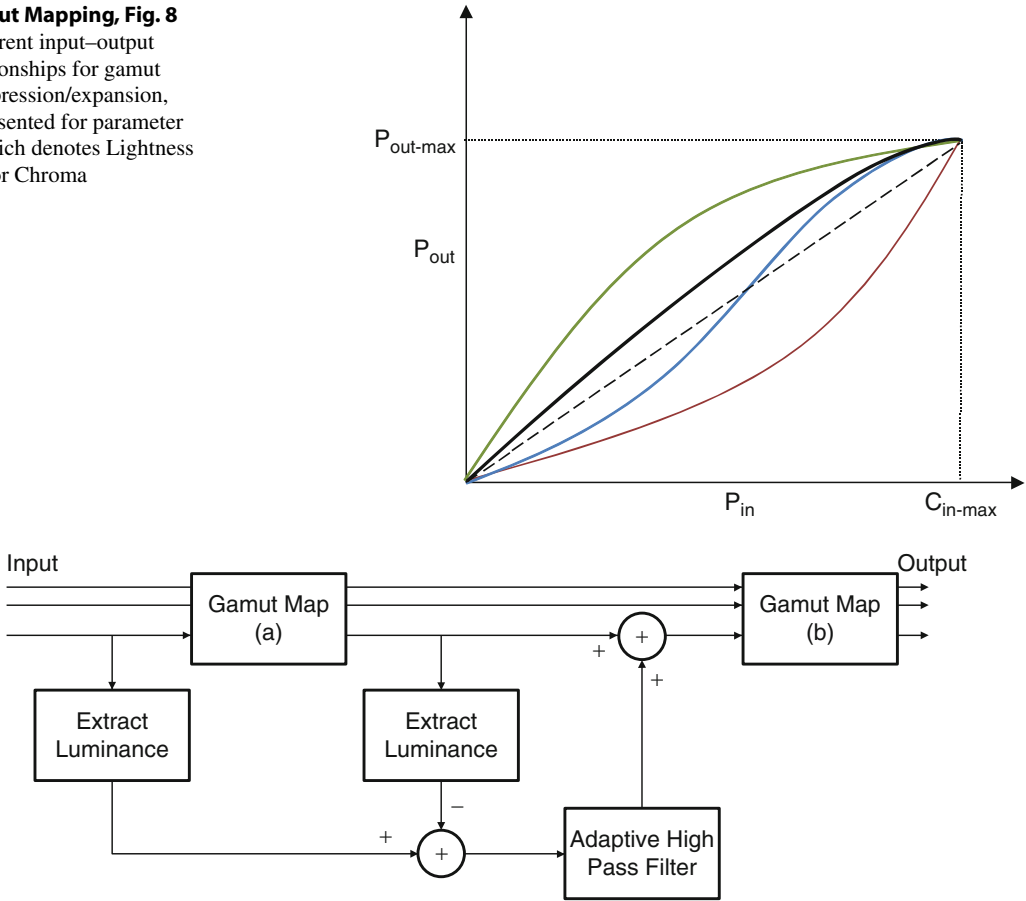 ut Mapping, Fig. 8
rent input–output
onships for gamut
pression/expansion,
sented for parameter
ich denotes Lightness
or Chroma
Pout-max
Pout
Pin
Cin-max
Input
Output
Gamut Map
(a)
Gamut Map
(b)
+
+
+
Extract
Luminance
Extract
Luminance
–
+
+
Adaptive High
Pass Filter